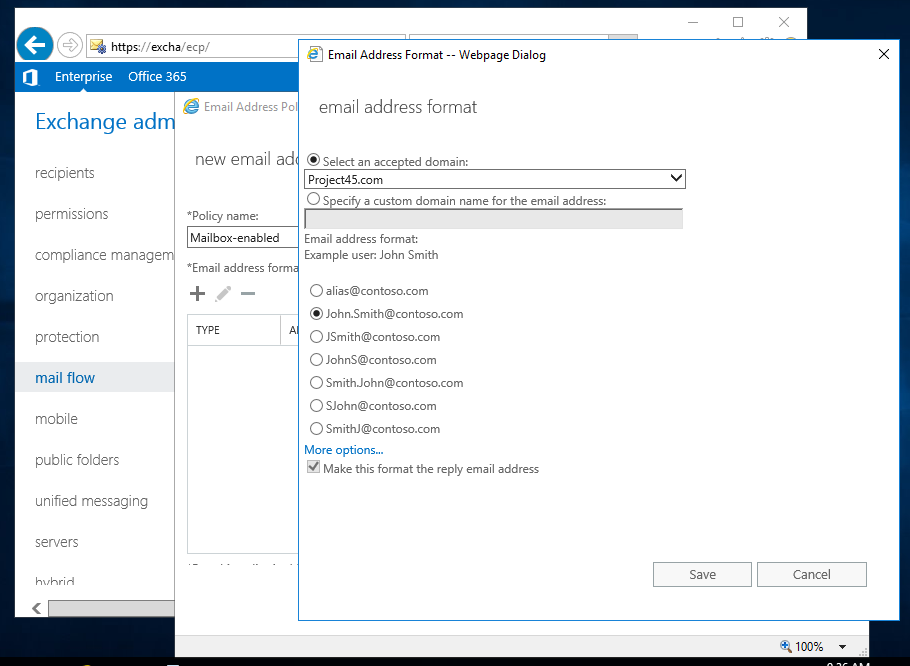 https://excha/ecp/
Enterprise Office 365
Exchange adm
recipients
permissions
compliance managem
organization
protection
mail flow
mobile
public folders
unified messaging
servers
hybrid
Email Address Pol
new email add
*Policy name:
Mailbox-enabled
*Email address forma
TYPE
Email Address Format -- Webpage Dialog
email address format
Select an accepted domain:
Project45.com
Specify a custom domain name for the email address:
Email address format:
Example user: John Smith
alias@contoso.com
John.Smith@contoso.com
JSmith@contoso.com
JohnS@contoso.com
Smith.John@contoso.com
SJohn@contoso.com
SmithJ@contoso.com
More options...
Make this format the reply email address
Save Cancel
100%